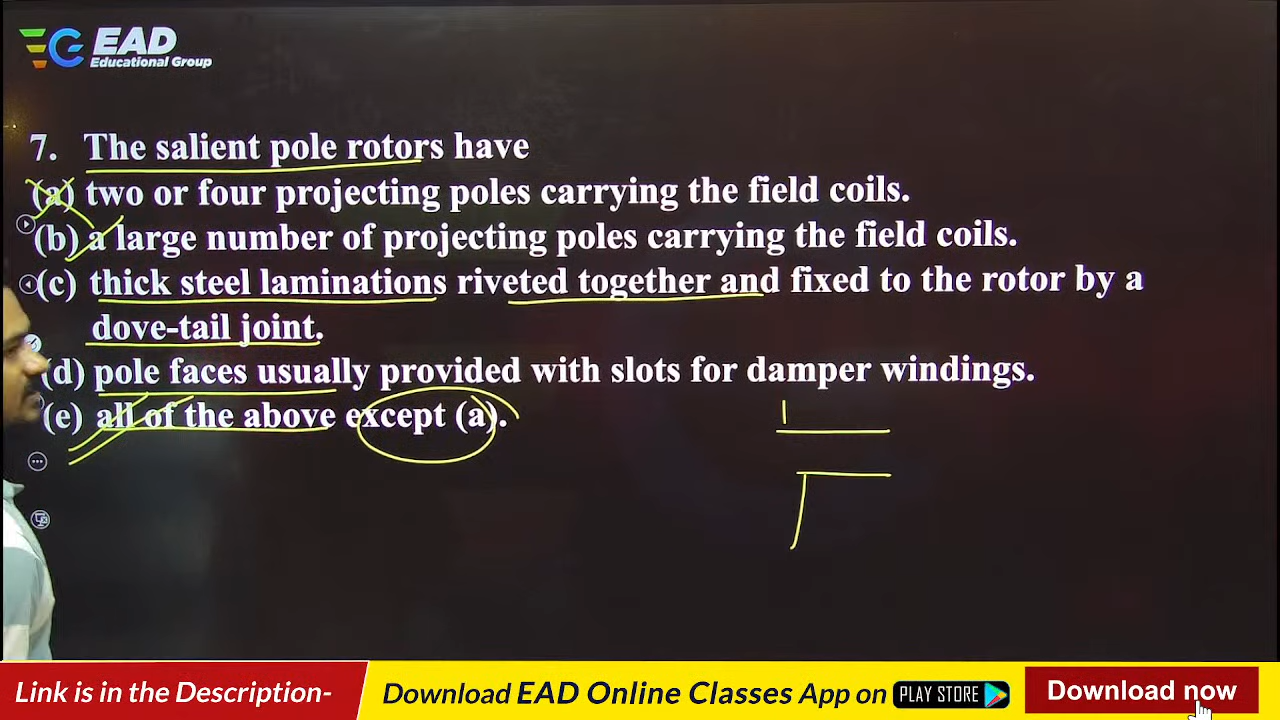 EAD
Educational Group
7. The salient pole rotors have
(a) two or four projecting poles carrying the field coils.
(b) a large number of projecting poles carrying the field coils.
(c) thick steel laminations riveted together and fixed to the rotor by a
dove-tail joint.
(d) pole faces usually provided with slots for damper windings.
(e) all of the above except (a).
Link is in the Description-
Download EAD Online Classes App on PLAY STORE
Download now